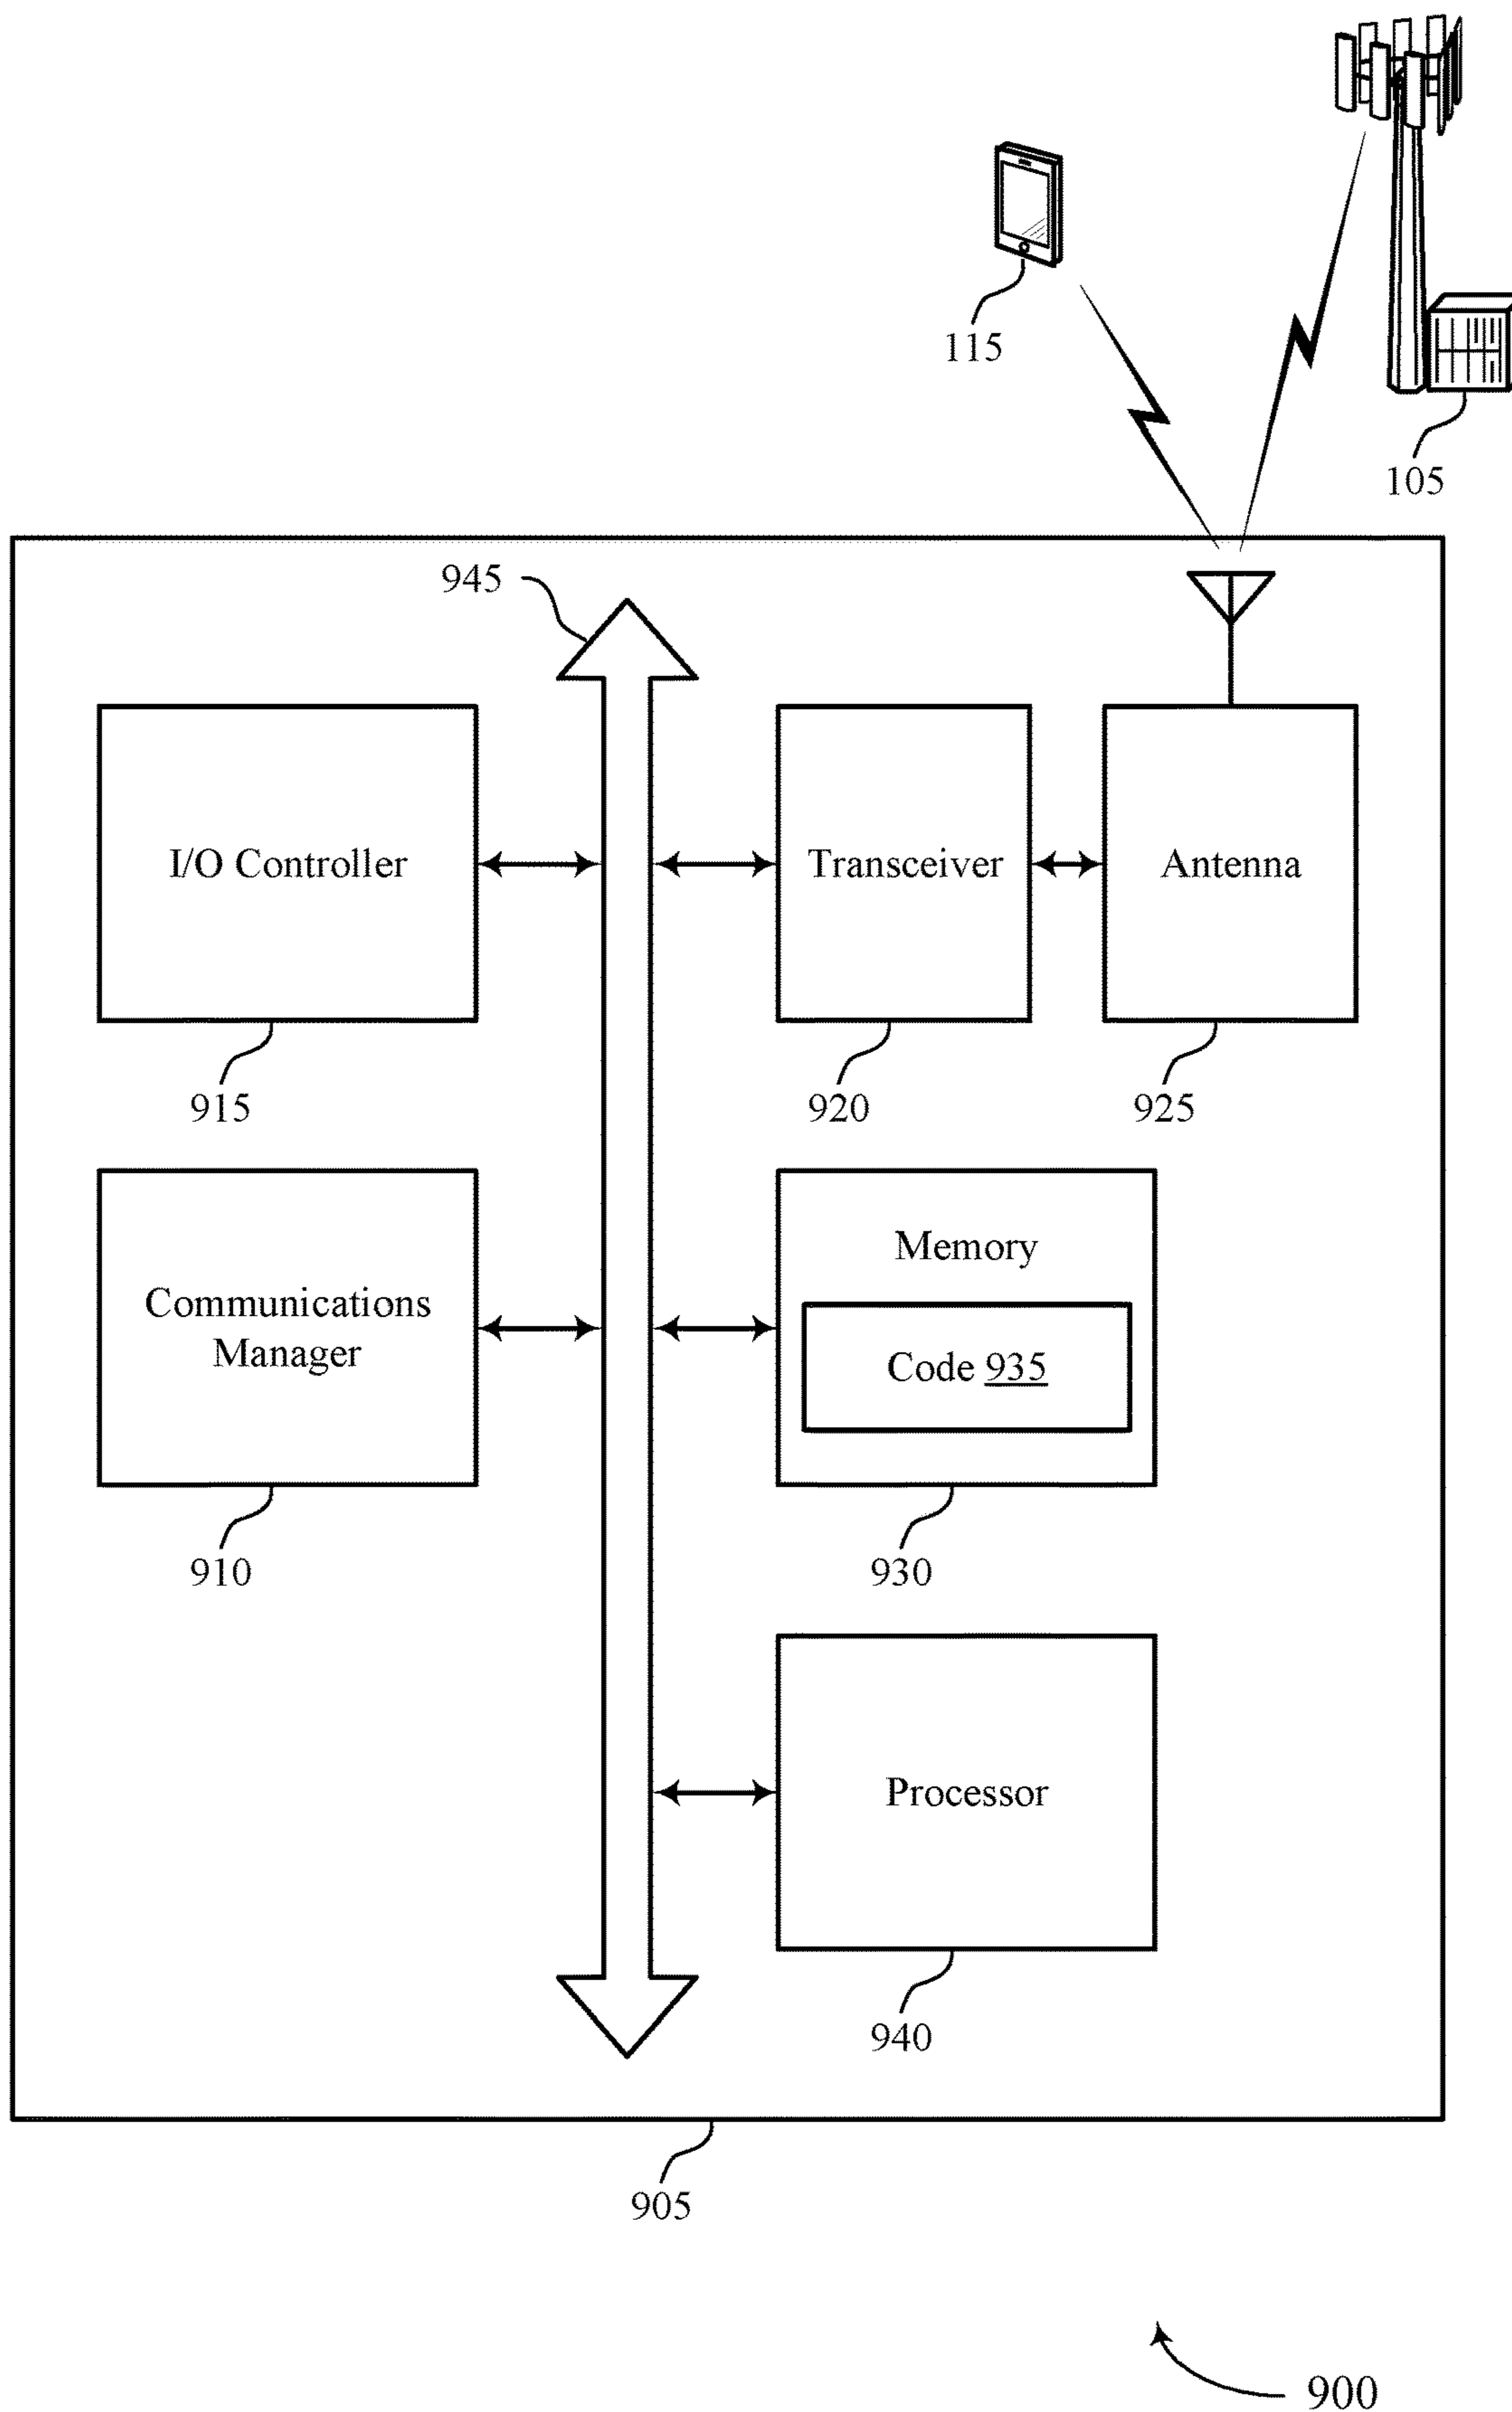 115
105
945
I/O Controller
Transceiver
Antenna
915
920
925
Communications
Manager
Memory
Code 935
910
930
Processor
940
905
900